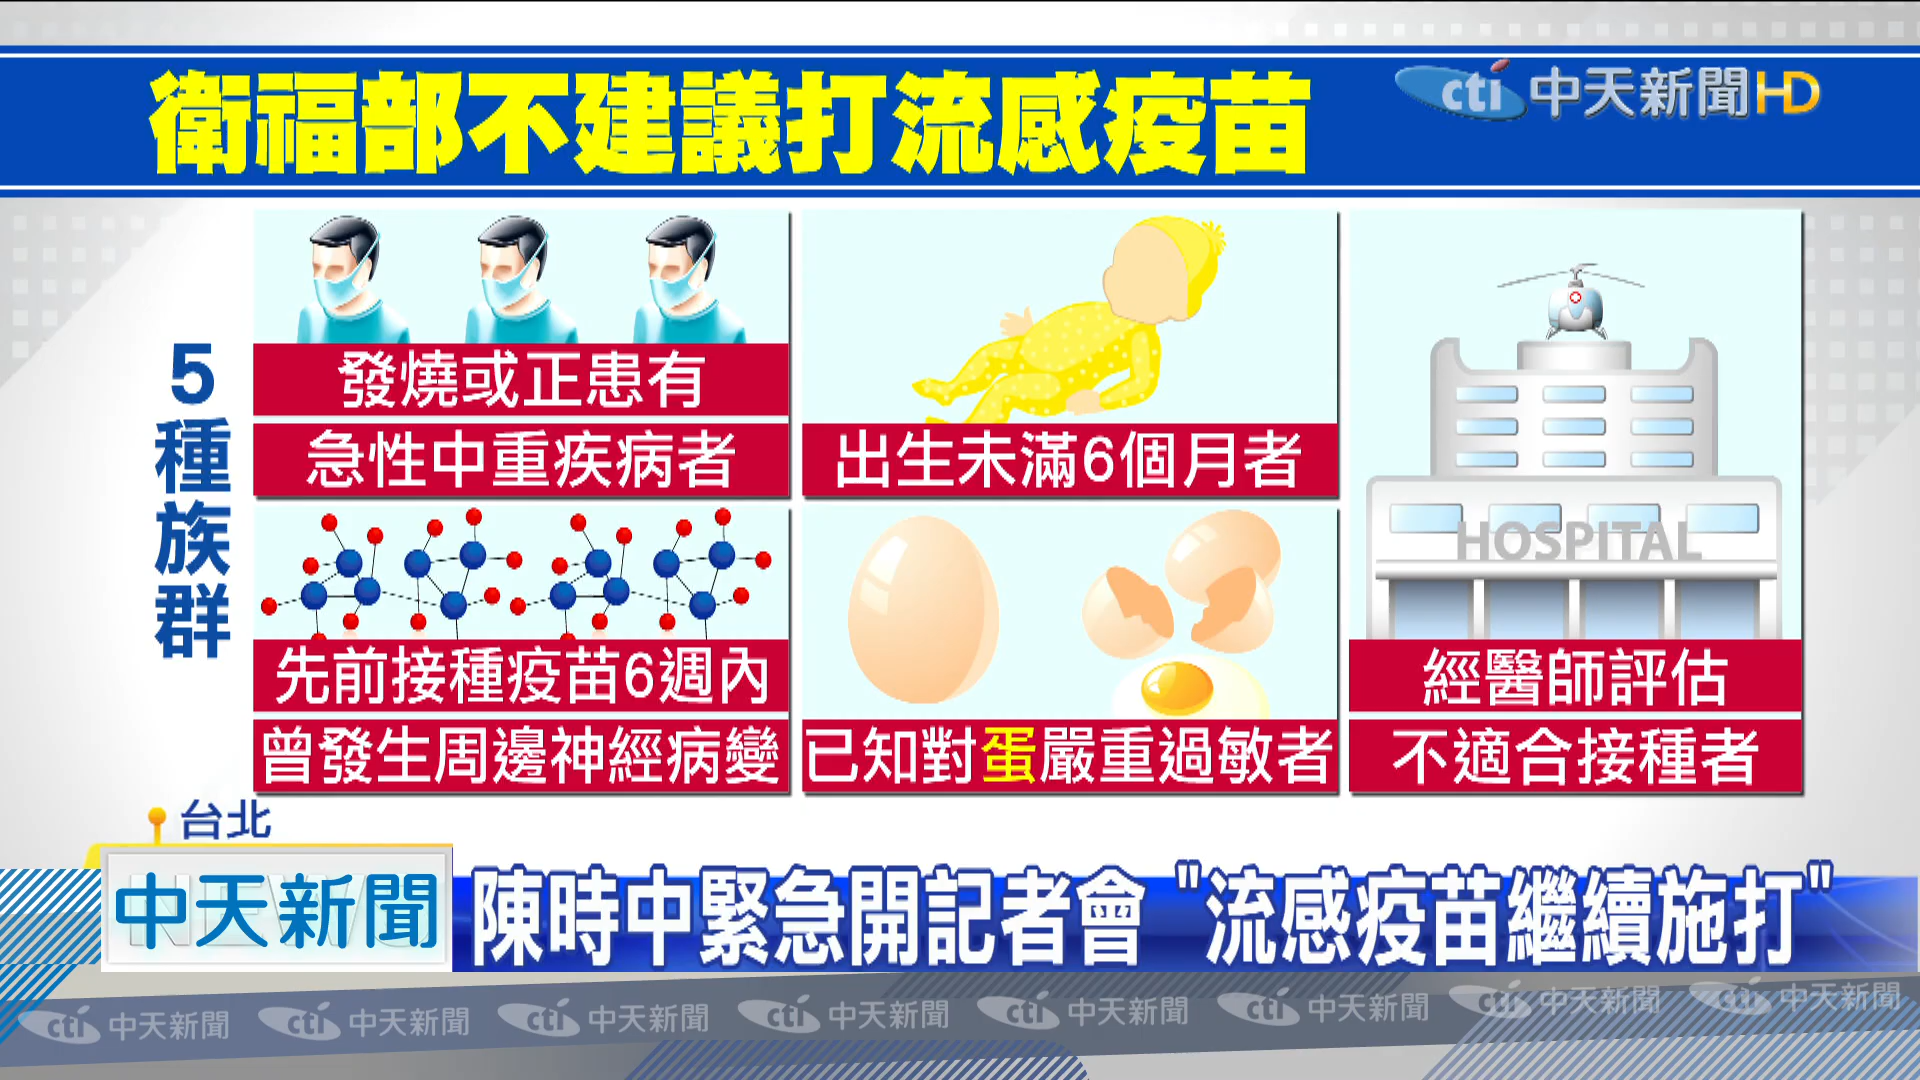 衛福部不建議打流感疫苗
cti 中天新聞HD
5種族群
發燒或正患有
急性中重疾病者
出生未滿6個月者
HOSPITAL
先前接種疫苗6週內
曾發生周邊神經病變
已知對蛋嚴重過敏者
經醫師評估
不適合接種者
台北
中天新聞
NEWS
陳時中緊急開記者會 "流感疫苗繼續施打"
cti 中天新聞 cti 中天新聞 cti 中天新聞 cti 中天新聞 cti 中天新聞 cti 中天新聞 cti 中天新聞 cti 中天新聞